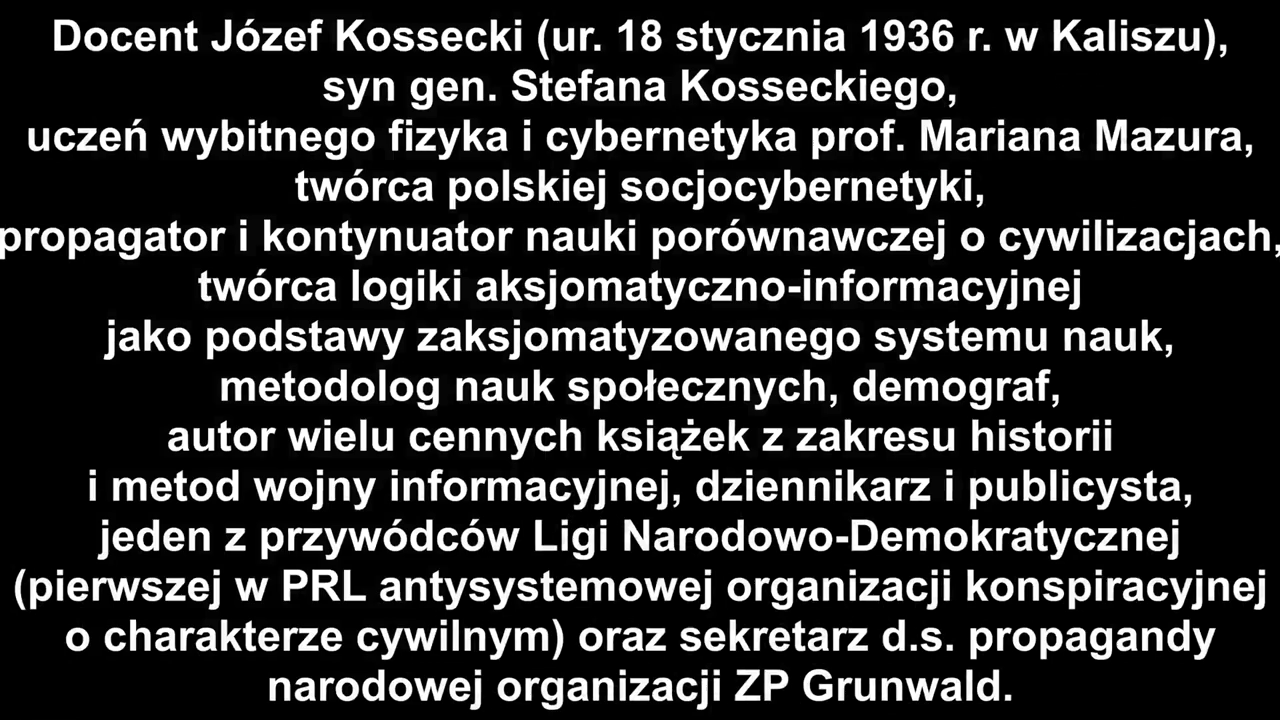 Docent Józef Kossecki (ur. 18 stycznia 1936 r. w Kaliszu),
syn gen. Stefana Kosseckiego,
uczeń wybitnego fizyka i cybernetyka prof. Mariana Mazura,
twórca polskiej socjocybernetyki,
propagator i kontynuator nauki porównawczej o cywilizacjach,
twórca logiki aksjomatyczno-informacyjnej
jako podstawy zaksjomatyzowanego systemu nauk,
metodolog nauk społecznych, demograf,
autor wielu cennych książek z zakresu historii
i metod wojny informacyjnej, dziennikarz i publicysta,
jeden z przywódców Ligi Narodowo-Demokratycznej
(pierwszej w PRL antysystemowej organizacji konspiracyjnej
o charakterze cywilnym) oraz sekretarz d.s. propagandy
narodowej organizacji ZP Grunwald.